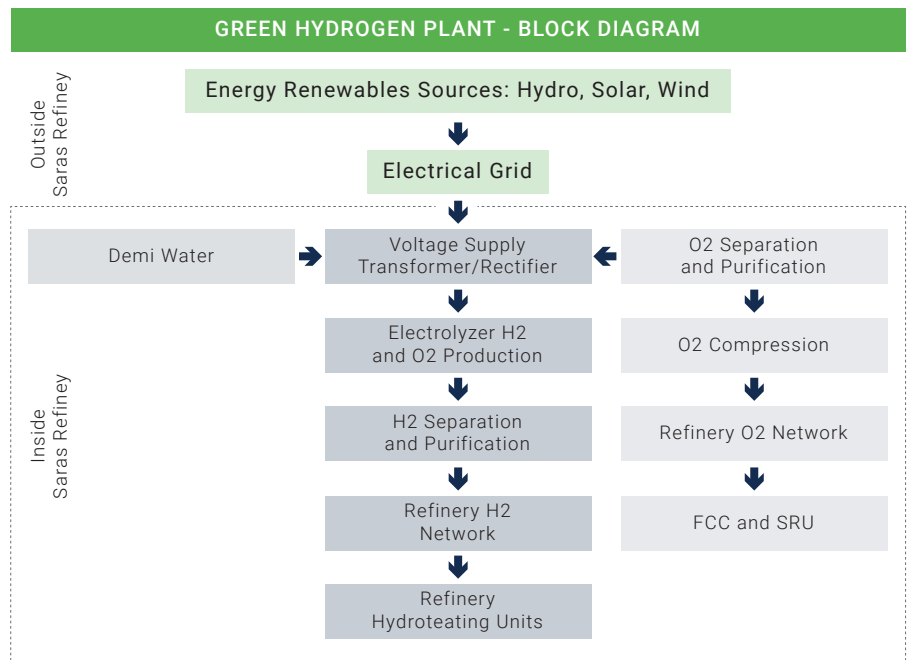 GREEN HYDROGEN PLANT - BLOCK DIAGRAM
Outside
Saras Refiney
Energy Renewables Sources: Hydro, Solar, Wind
Electrical Grid
Inside
Saras Refiney
Demi Water
Voltage Supply
Transformer/Rectifier
O2 Separation
and Purification
Electrolyzer H2
and O2 Production
O2 Compression
H2 Separation
and Purification
Refinery O2 Network
Refinery H2
Network
FCC and SRU
Refinery
Hydroteating Units